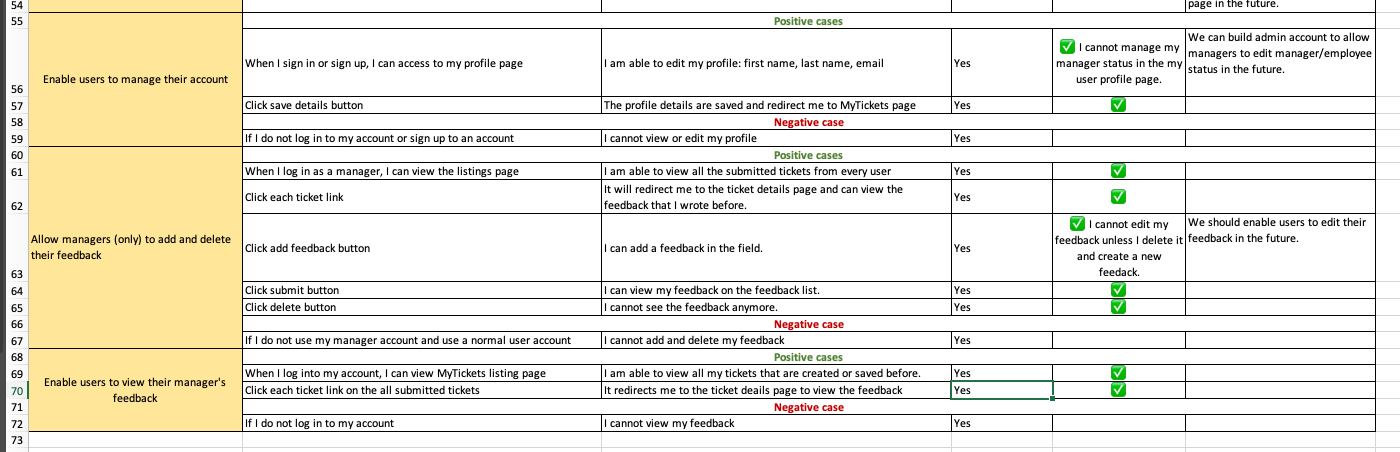 54 page in the future.
55 Positive cases
Enable users to manage their account
56 When I sign in or sign up, I can access to my profile page
I am able to edit my profile: first name, last name, email
Yes
✅ I cannot manage my
manager status in the my
user profile page.
We can build admin account to allow
managers to edit manager/employee
status in the future.
57 Click save details button The profile details are saved and redirect me to MyTickets page Yes ✅
58 Negative case
59 If I do not log in to my account or sign up to an account I cannot view or edit my profile Yes
60 Positive cases
Allow managers (only) to add and delete
their feedback
61 When I log in as a manager, I can view the listings page I am able to view all the submitted tickets from every user Yes ✅
62 Click each ticket link
It will redirect me to the ticket details page and can view the
feedback that I wrote before.
Yes ✅
63 Click add feedback button
I can add a feedback in the field.
Yes
✅ I cannot edit my
feedback unless I delete it
and create a new
feedack.
We should enable users to edit their
feedback in the future.
64 Click submit button I can view my feedback on the feedback list. Yes ✅
65 Click delete button I cannot see the feedback anymore. Yes ✅
66 Negative case
67 If I do not use my manager account and use a normal user account I cannot add and delete my feedback Yes
68 Positive cases
Enable users to view their manager's
feedback
69 When I log into my account, I can view MyTickets listing page I am able to view all my tickets that are created or saved before. Yes ✅
70 Click each ticket link on the all submitted tickets It redirects me to the ticket deails page to view the feedback Yes ✅
71 Negative case
72 If I do not log in to my account I cannot view my feedback Yes
73